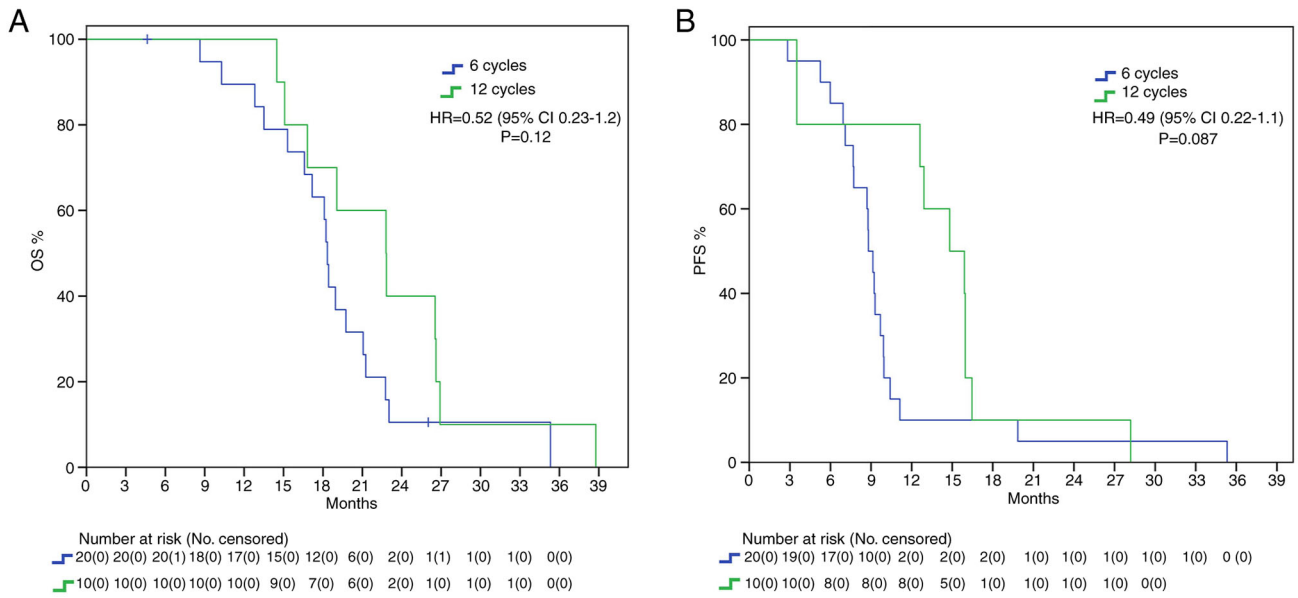 A
100
80
60
40
20
0
OS %
6 cycles
12 cycles
HR=0.52 (95% CI 0.23-1.2)
P=0.12
0 3 6 9 12 15 18 21 24 27 30 33 36 39
Months
Number at risk (No. censored)
20(0) 20(0) 20(1) 18(0) 17(0) 15(0) 12(0) 6(0) 2(0) 1(1) 1(0) 1(0) 0(0)
10(0) 10(0) 10(0) 10(0) 10(0) 9(0) 7(0) 6(0) 2(0) 1(0) 1(0) 1(0) 0(0)
B
100
80
60
40
20
0
PFS %
6 cycles
12 cycles
HR=0.49 (95% CI 0.22-1.1)
P=0.087
0 3 6 9 12 15 18 21 24 27 30 33 36 39
Months
Number at risk (No. censored)
20(0) 19(0) 17(0) 10(0) 2(0) 2(0) 2(0) 1(0) 1(0) 1(0) 1(0) 1(0) 0 (0)
10(0) 10(0) 8(0) 8(0) 8(0) 5(0) 1(0) 1(0) 1(0) 1(0) 0(0)